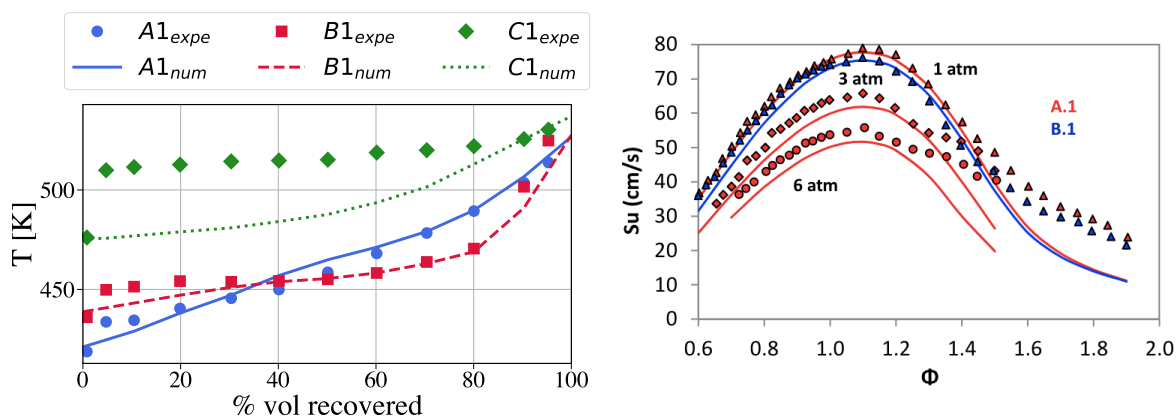 A1expe B1expe C1expe
A1num B1num C1num
T [K]
500
450
0 20 40 60 80 100
% vol recovered
Su (cm/s)
80
70
60
50
40
30
20
10
0
3 atm
1 atm
6 atm
A.1
B.1
0.6 0.8 1.0 1.2 1.4 1.6 1.8 2.0
Φ